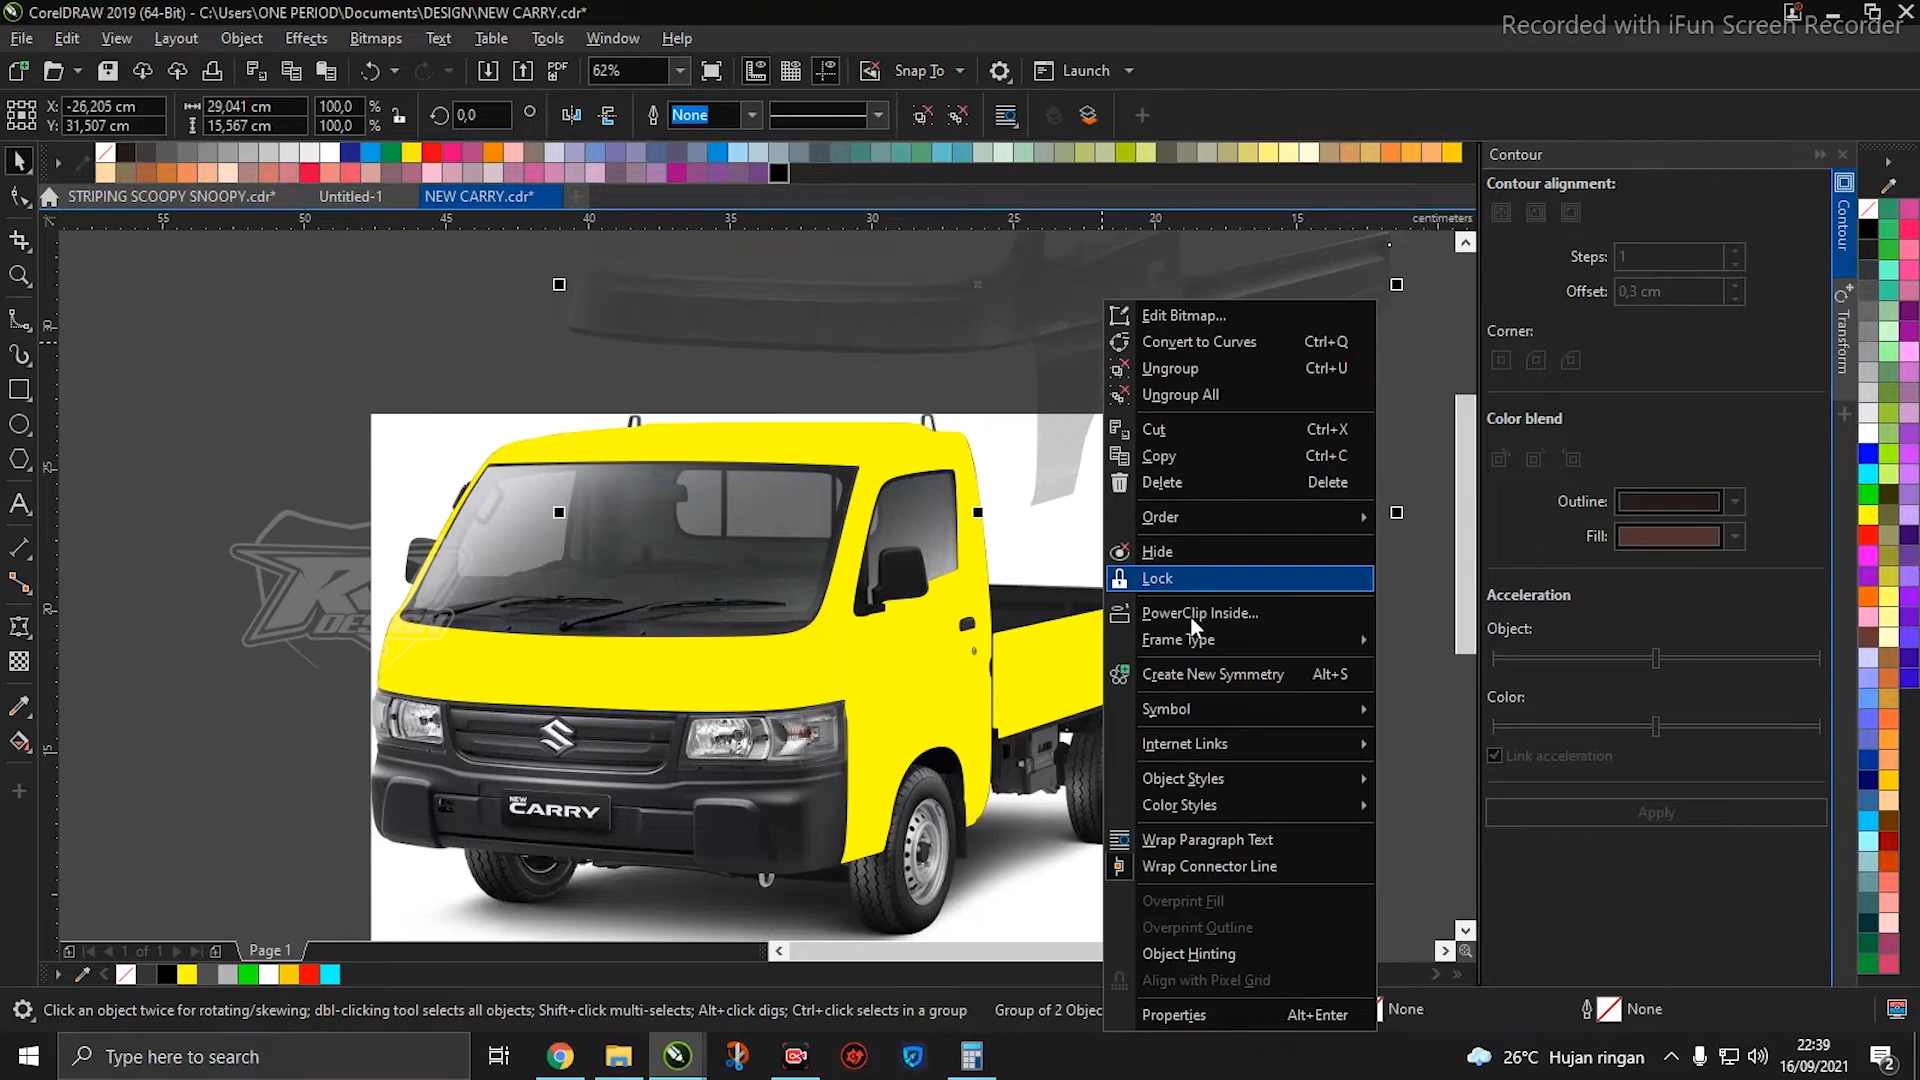 CorelDRAW 2019 (64-Bit) - C:\Users\ONE PERIOD\Documents\DESIGN\NEW CARRY.cdr*
Recorded with iFun Screen Recorder
File Edit View Layout Object Effects Bitmaps Text Table Tools Window Help
PDF 62% Snap To Launch
X: -26,205 cm 29,041 cm 100,0 % 0,0 None
Y: 31,507 cm 15,567 cm 100,0 %
STRIPING SCOOPY SNOOPY.cdr* Untitled-1 NEW CARRY.cdr*
55 50 45 40 35 30 25 20 15 centimeters
30
25
20
15
Edit Bitmap...
Convert to Curves Ctrl+Q
Ungroup Ctrl+U
Ungroup All
Cut Ctrl+X
Copy Ctrl+C
Delete Delete
Order
Hide
Lock
PowerClip Inside...
Frame Type
Create New Symmetry Alt+S
Symbol
Internet Links
Object Styles
Color Styles
Wrap Paragraph Text
Wrap Connector Line
Overprint Fill
Overprint Outline
Object Hinting
Align with Pixel Grid
Properties Alt+Enter
DESIGN
NEW
CARRY
Contour
Contour alignment:
Steps: 1
Offset: 0,3 cm
Corner:
Color blend
Outline:
Fill:
Acceleration
Object:
Color:
Link acceleration
Apply
Contour
Transform
1 of 1 Page 1
Click an object twice for rotating/skewing; dbl-clicking tool selects all objects; Shift+click multi-selects; Alt+click digs; Ctrl+click selects in a group Group of 2 Objec
None None
Type here to search
26°C Hujan ringan
22:39
16/09/2021
2